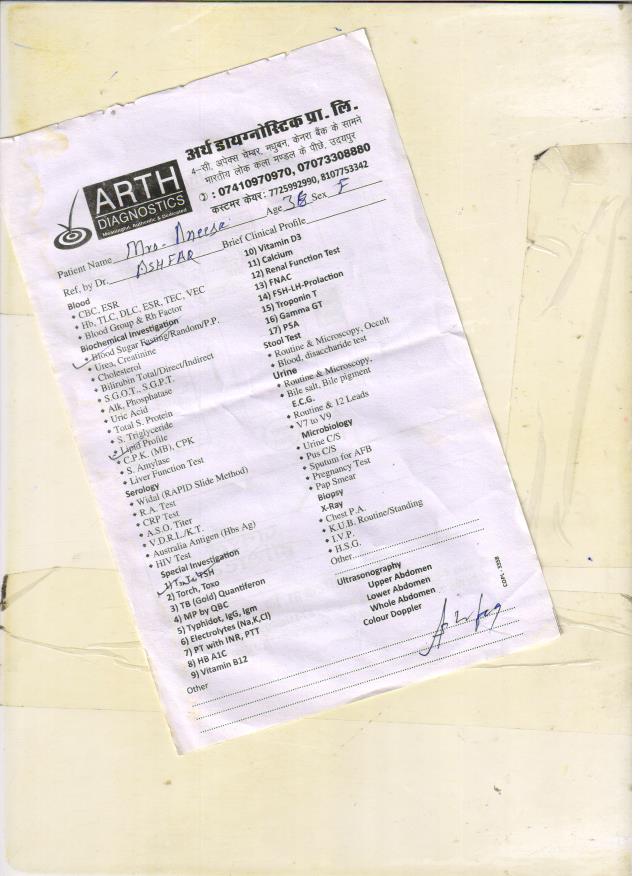 अर्थ डायग्नोस्टिक प्रा. लि.
4-सी, अपेक्स चेम्बर, मधुबन, केनरा बैंक के सामने
भारतीय लोक कला मण्डल के पीछे, उदयपुर
: 07410970970, 07073308880
कस्टमर केयर: 7725992990, 8107753342
ARTH
DIAGNOSTICS
Meaningful, Authentic & Dedicated
Patient Name Mrs- Aneesa Age 38 Sex F
Ref. by Dr. ASHFAQ Brief Clinical Profile
Blood
• CBC, ESR
• Hb, TLC, DLC, ESR, TEC, VEC
• Blood Group & Rh Factor
Biochemical Investigation
• Blood Sugar Fasting/Random/P.P.
• Urea, Creatinine
• Cholesterol
• Bilirubin Total/Direct/Indirect
• S.G.O.T., S.G.P.T.
• Alk, Phosphatase
• Uric Acid
• Total S. Protein
• S. Triglyceride
• Lipid Profile
• C.P.K. (MB), CPK
• S. Amylase
• Liver Function Test
Serology
• Widal (RAPID Slide Method)
• R.A. Test
• CRP Test
• A.S.O. Titer
• V.D.R.L./K.T.
• Australia Antigen (Hbs Ag)
• HIV Test
Special Investigation
1) T3 T4 TSH
2) Torch, Toxo
3) TB (Gold) Quantiferon
4) MP by QBC
5) Typhidot, IgG, Igm
6) Electrolytes (Na,K,Cl)
7) PT with INR, PTT
8) HB A1C
9) Vitamin B12
Other
10) Vitamin D3
11) Calcium
12) Renal Function Test
13) FNAC
14) FSH-LH-Prolaction
15) Troponin T
16) Gamma GT
17) PSA
Stool Test
• Routine & Microscopy, Occult
• Blood, disaccharide test
Urine
• Routine & Microscopy,
• Bile salt, Bile pigment
E.C.G.
• Routine & 12 Leads
• V7 to V9
Microbiology
• Urine C/S
• Pus C/S
• Sputum for AFB
• Pregnancy Test
• Pap Smear
Biopsy
X-Ray
• Chest P.A.
• K.U.B. Routine/Standing
• I.V.P.
• H.S.G.
Other
Ultrasonography
Upper Abdomen
Lower Abdomen
Whole Abdomen
Colour Doppler